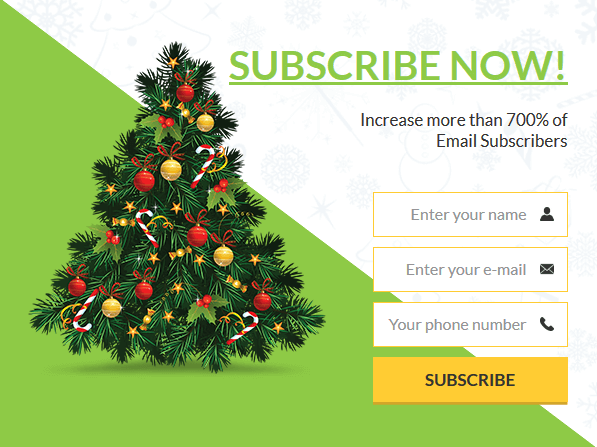 SUBSCRIBE NOW!
Increase more than 700% of
Email Subscribers
Enter your name
Enter your e-mail
Your phone number
SUBSCRIBE